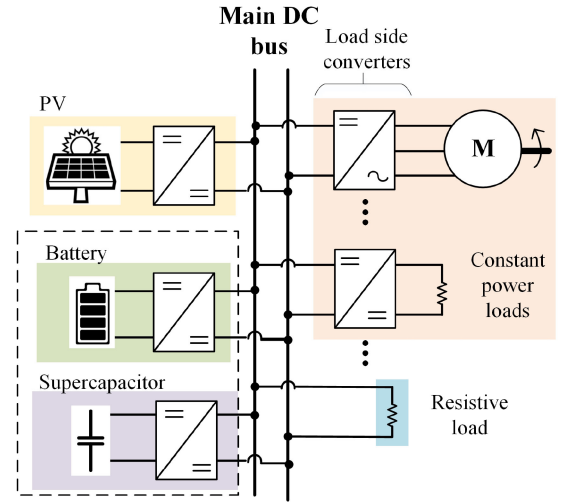 Main DC
bus
Load side
converters
PV
M
Battery
Constant
power
loads
Supercapacitor
Resistive
load